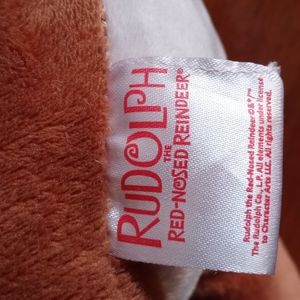 RUDOLPH
THE
RED-NOSED REINDEER®
Rudolph the Red-Nosed Reindeer ©&®/™
The Rudolph Co., L.P. All elements under license
to Character Arts LLC. All rights reserved.